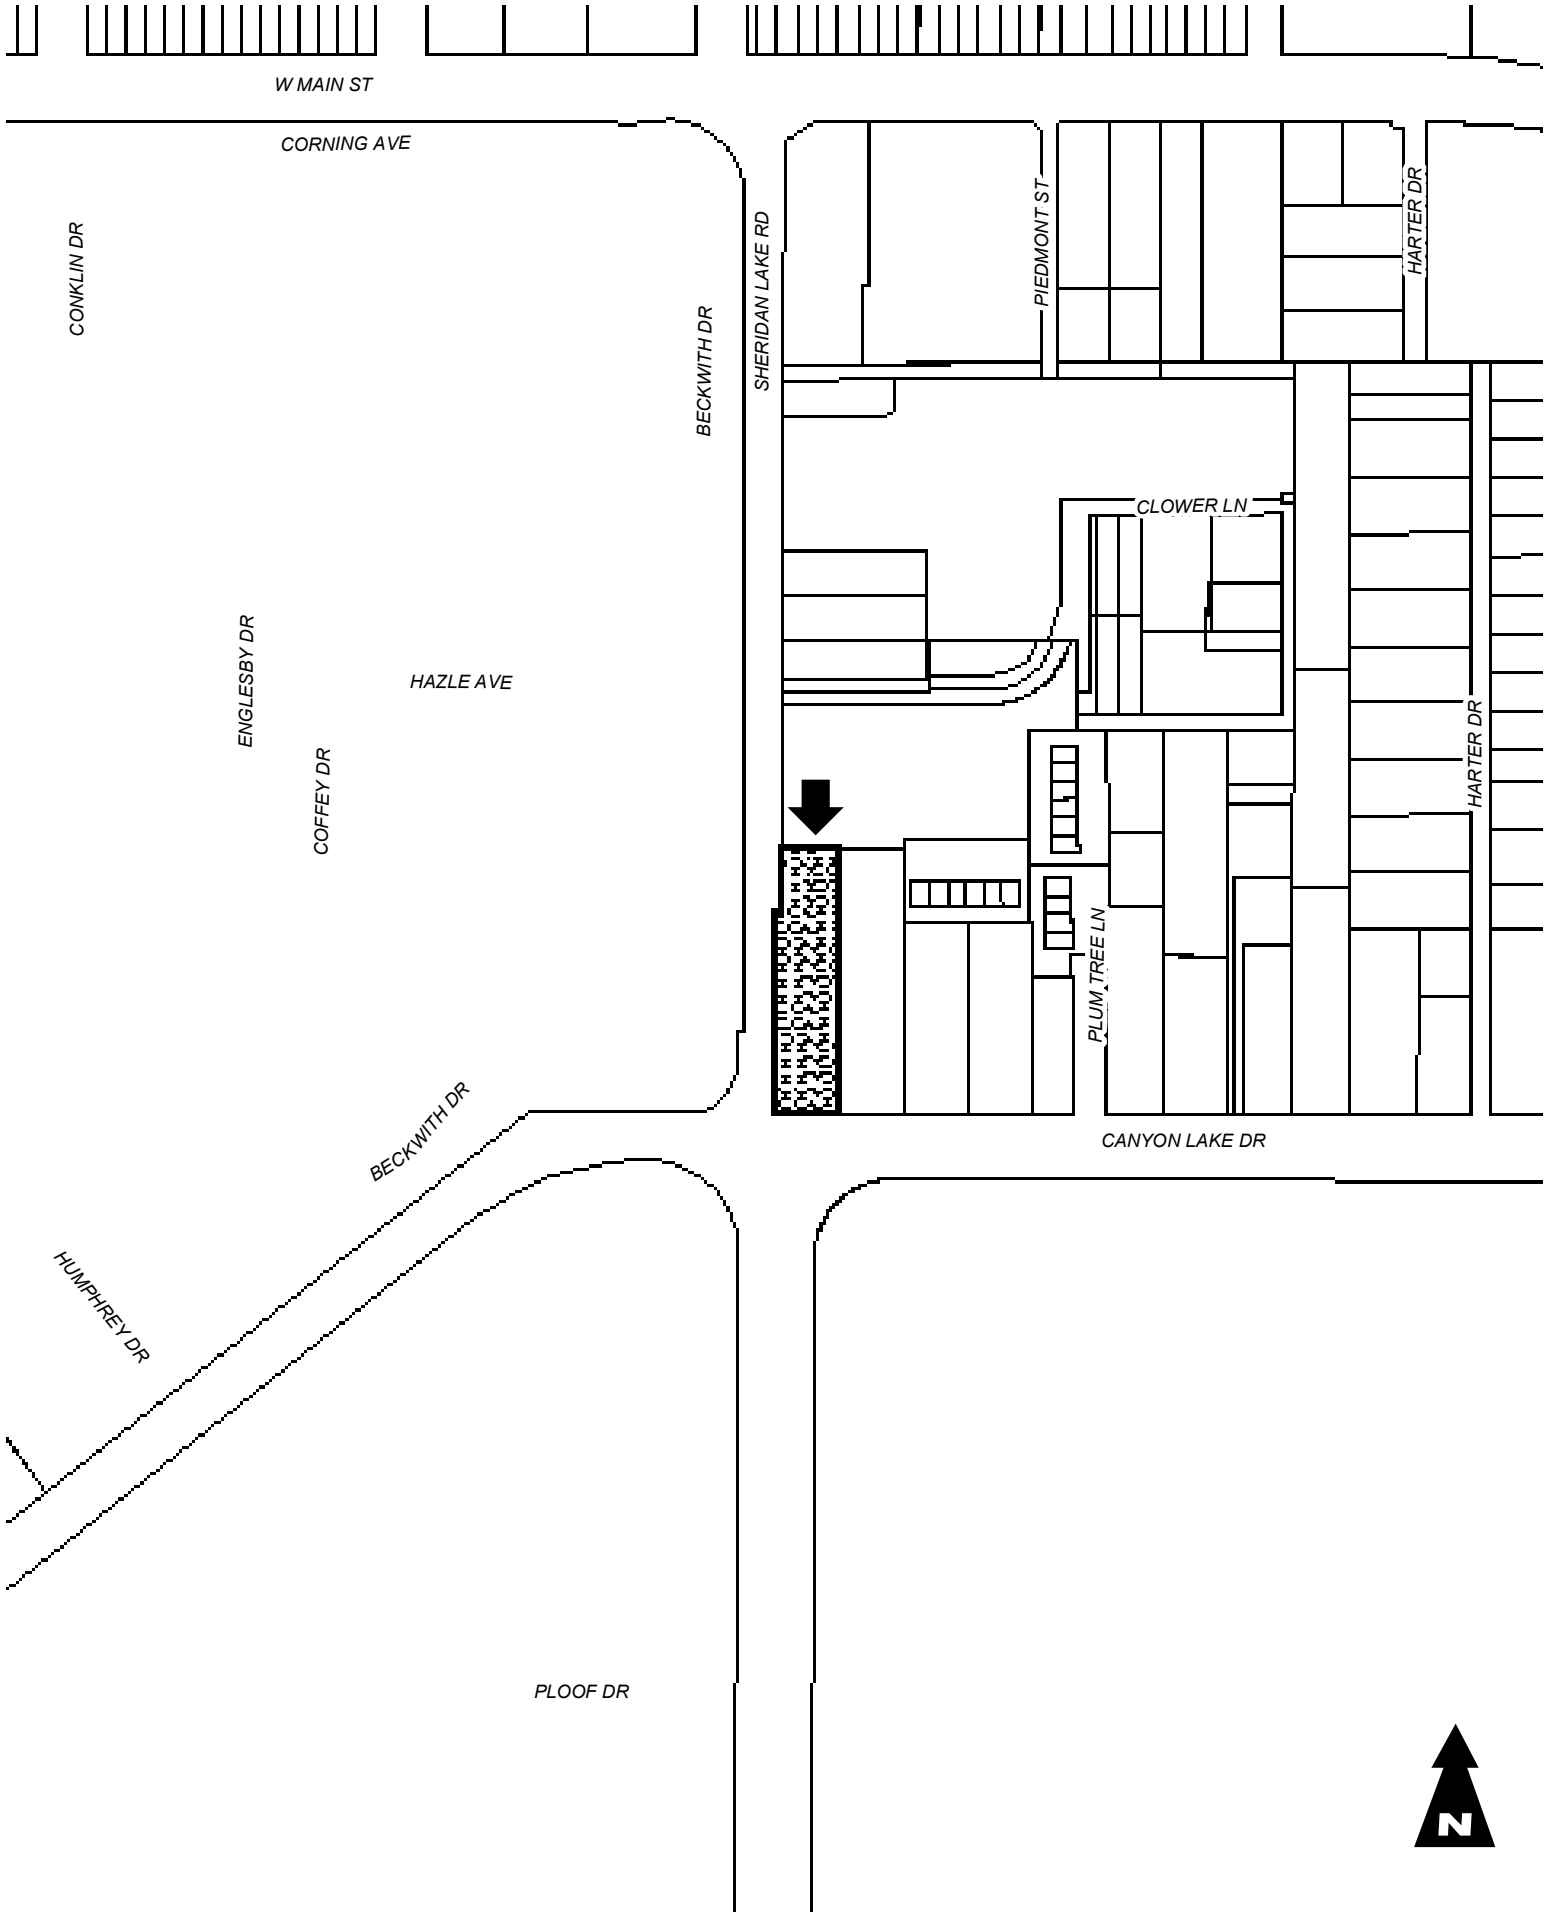 W MAIN ST
CORNING AVE
CONKLIN DR
SHERIDAN LAKE RD
PIEDMONT ST
HARTER DR
BECKWITH DR
CLOWER LN
ENGLESBY DR
HAZLE AVE
COFFEY DR
HARTER DR
PLUM TREE LN
BECKWITH DR
CANYON LAKE DR
HUMPHREY DR
PLOOF DR
N